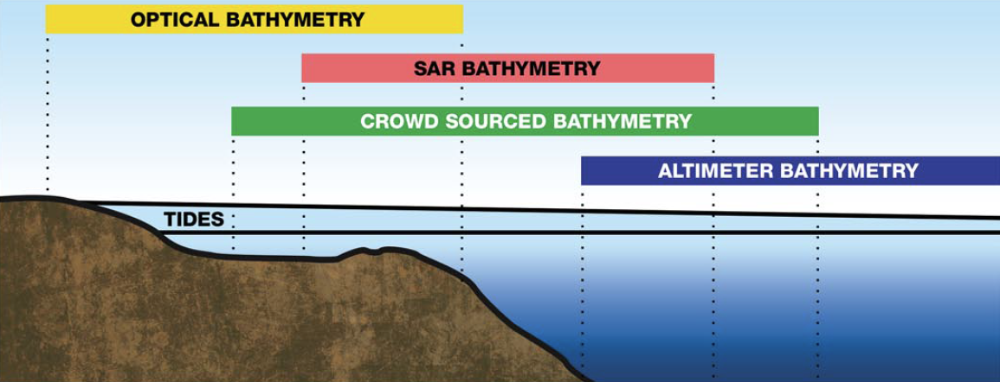 OPTICAL BATHYMETRY
SAR BATHYMETRY
CROWD SOURCED BATHYMETRY
ALTIMETER BATHYMETRY
TIDES